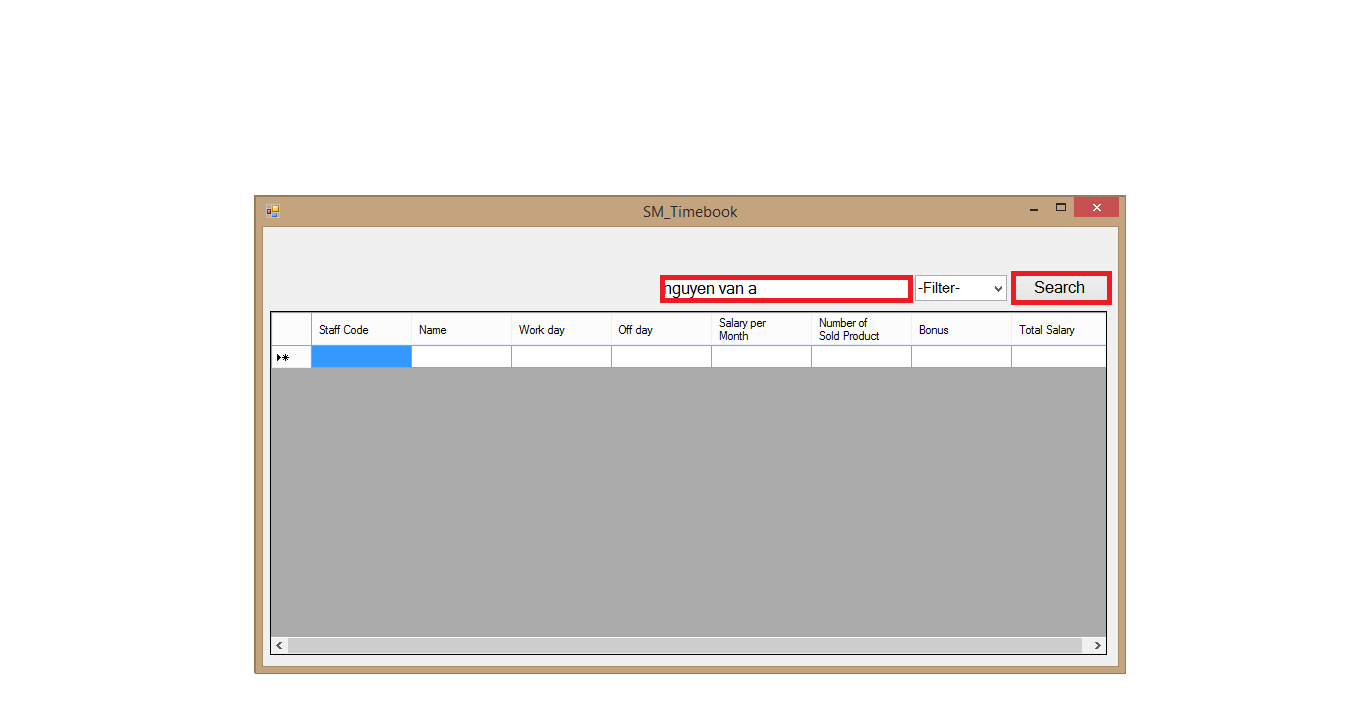 SM_Timebook
nguyen van a -Filter- Search
Staff Code Name Work day Off day Salary per Month Number of Sold Product Bonus Total Salary